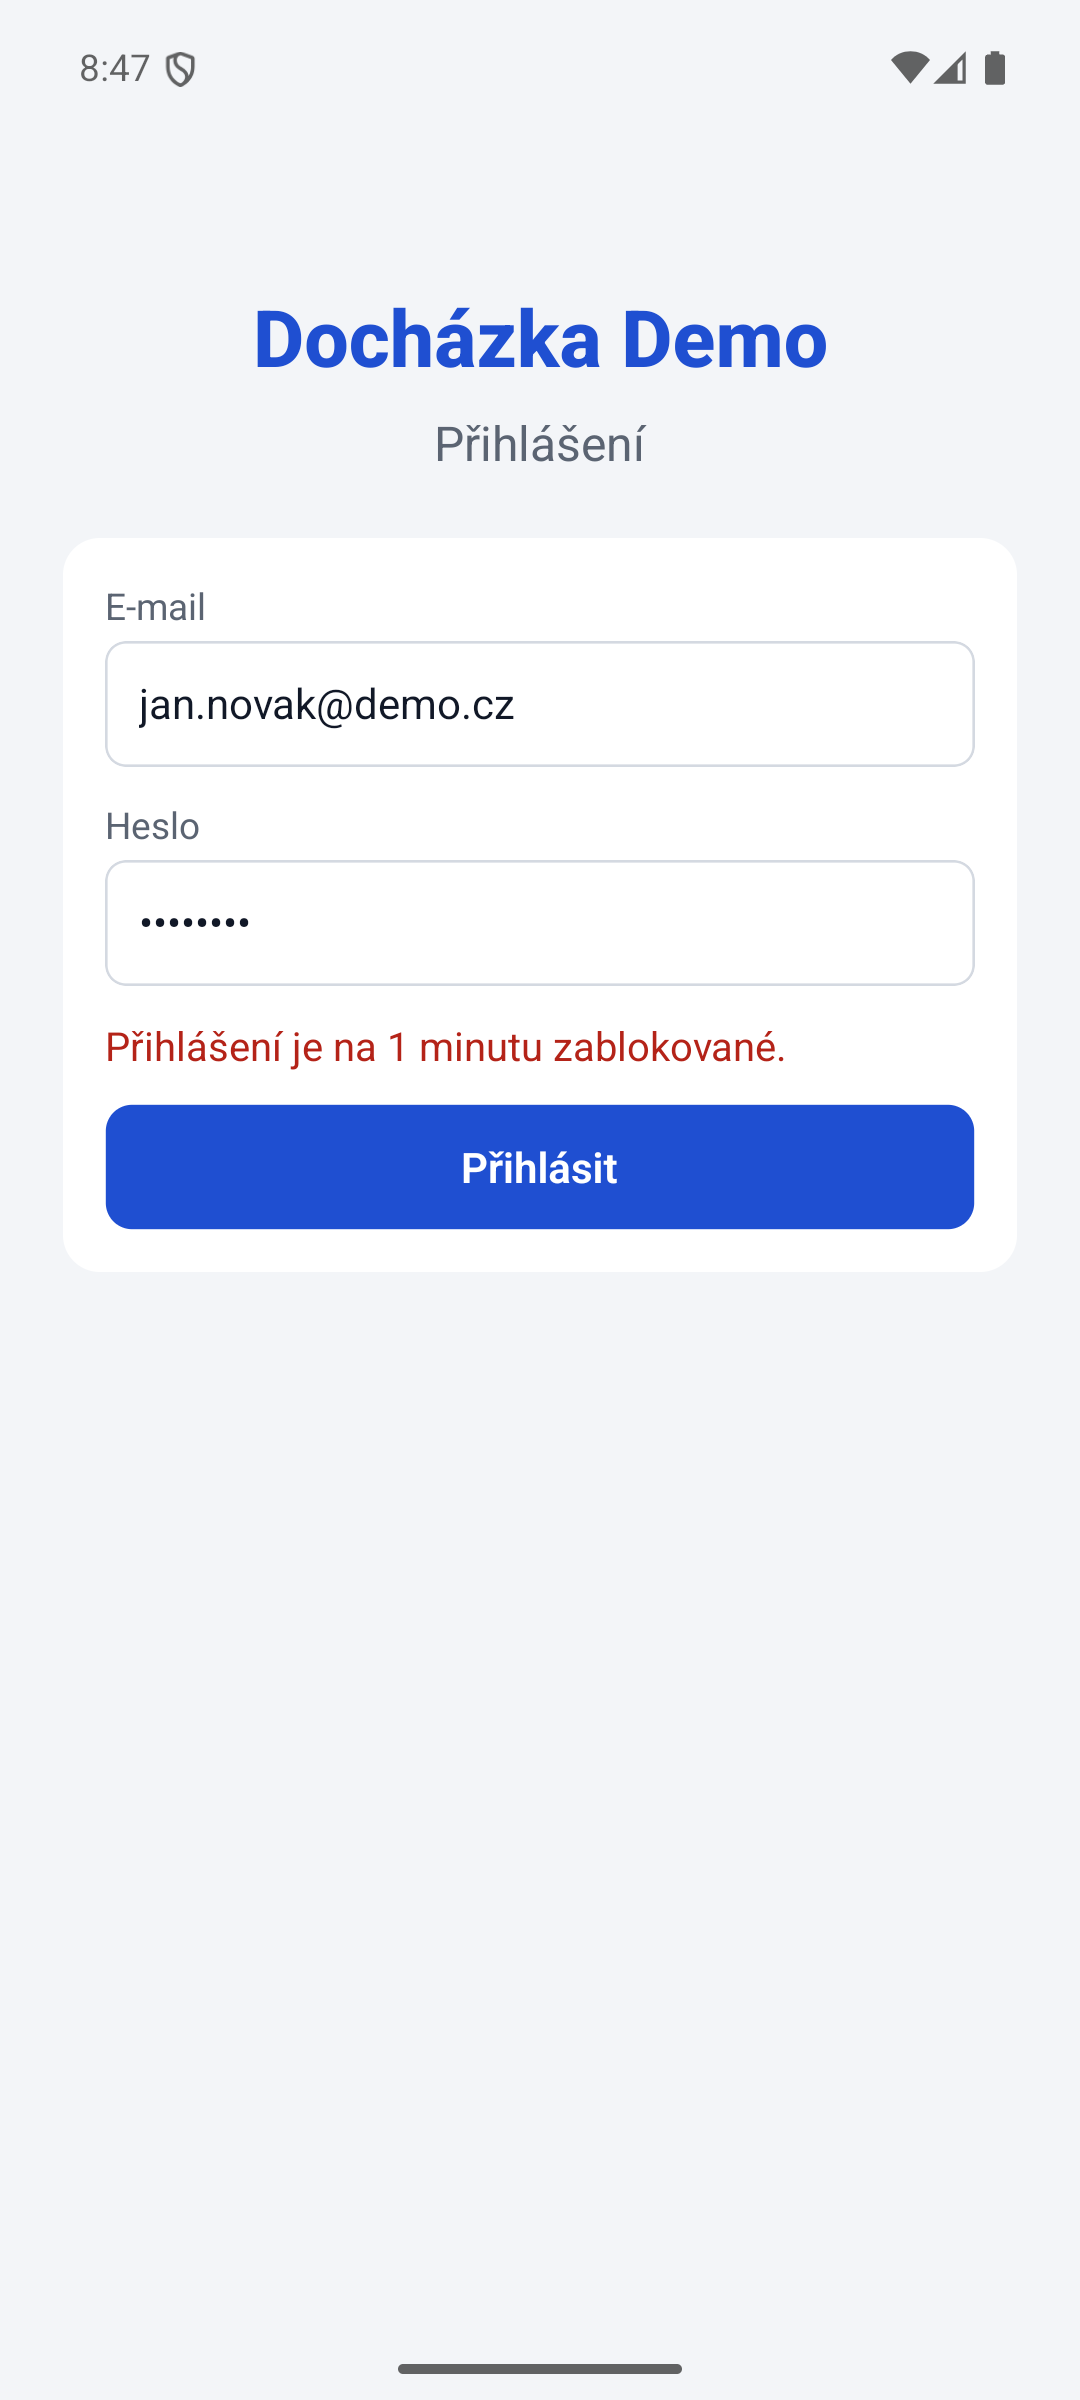 8:47
Docházka Demo
Přihlášení
E-mail
jan.novak@demo.cz
Heslo
••••••••
Přihlášení je na 1 minutu zablokované.
Přihlásit